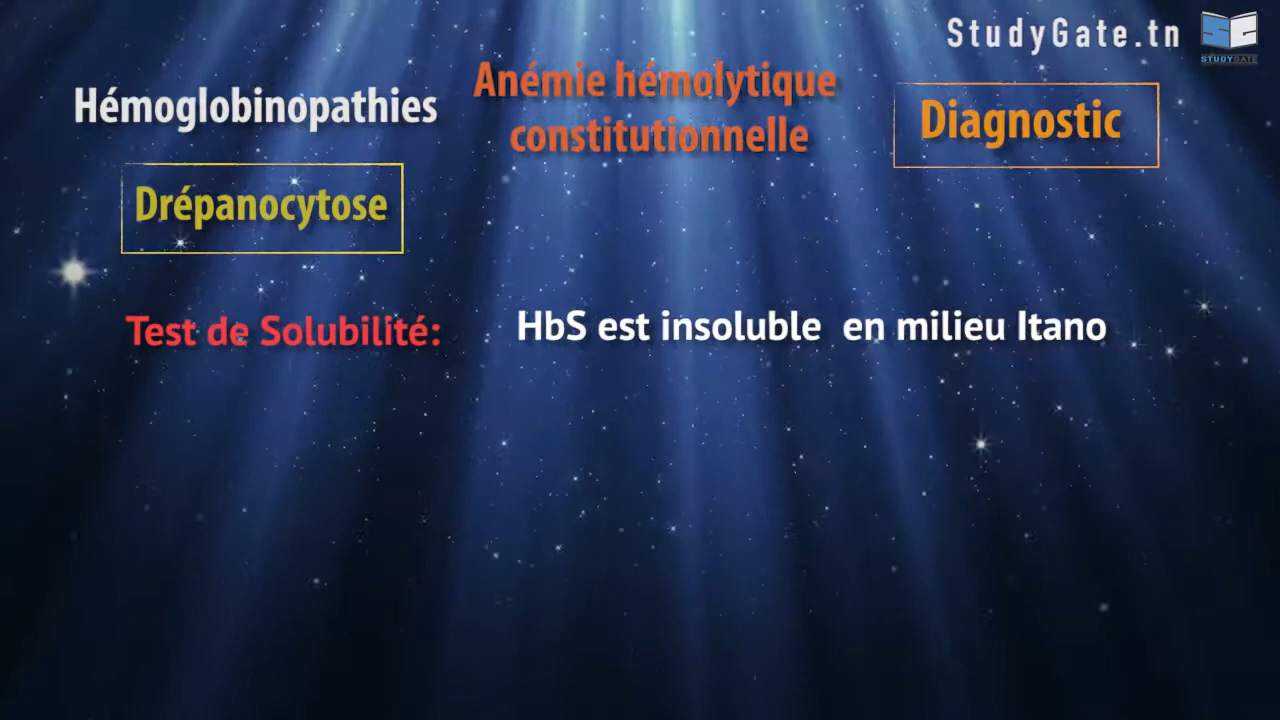 StudyGate.tn
STUDYGATE
Hémoglobinopathies
Anémie hémolytique
constitutionnelle
Diagnostic
Drépanocytose
Test de Solubilité:
HbS est insoluble en milieu Itano